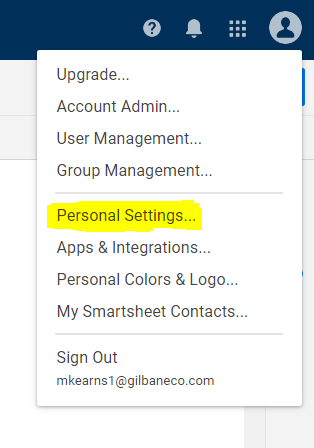 Upgrade...
Account Admin...
User Management...
Group Management...
Personal Settings...
Apps & Integrations...
Personal Colors & Logo...
My Smartsheet Contacts...
Sign Out
mkearns1@gilbaneco.com